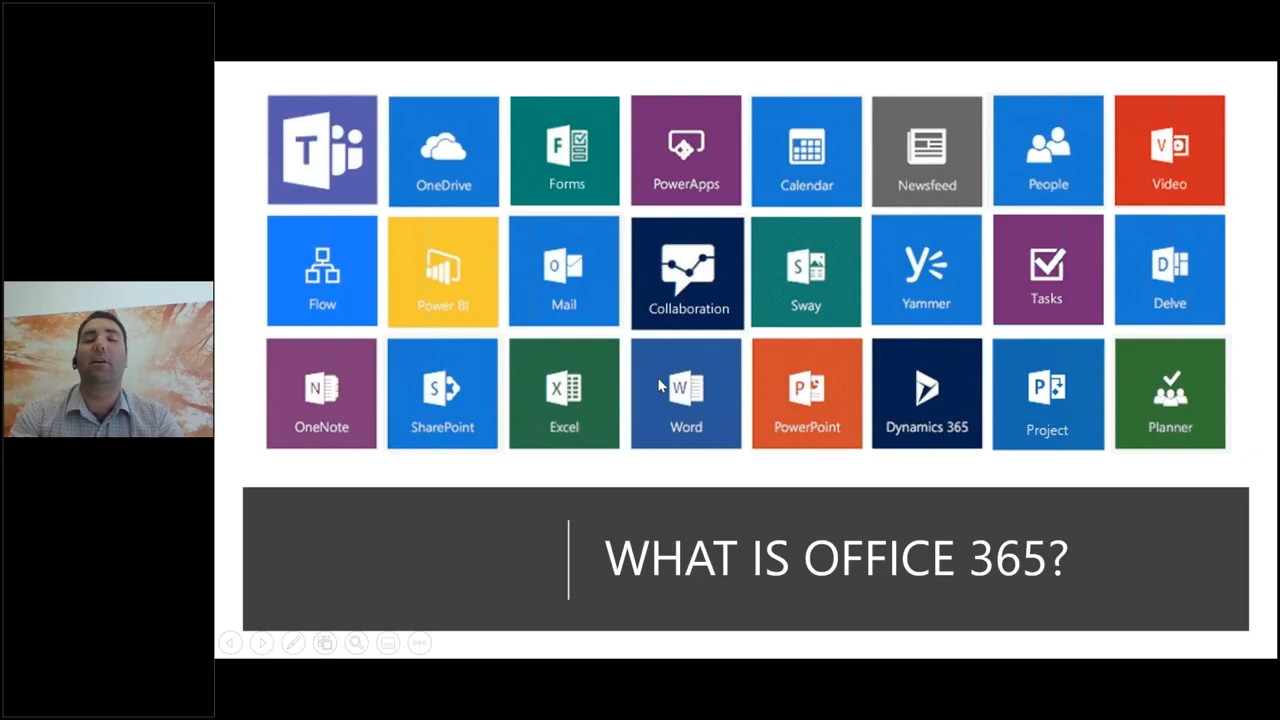 T
OneDrive
F
Forms
PowerApps
Calendar
Newsfeed
People
V
Video
Flow
Power BI
O
Mail
Collaboration
S
Sway
Yammer
Tasks
D
Delve
N
OneNote
S
SharePoint
X
Excel
W
Word
P
PowerPoint
Dynamics 365
P
Project
Planner
WHAT IS OFFICE 365?